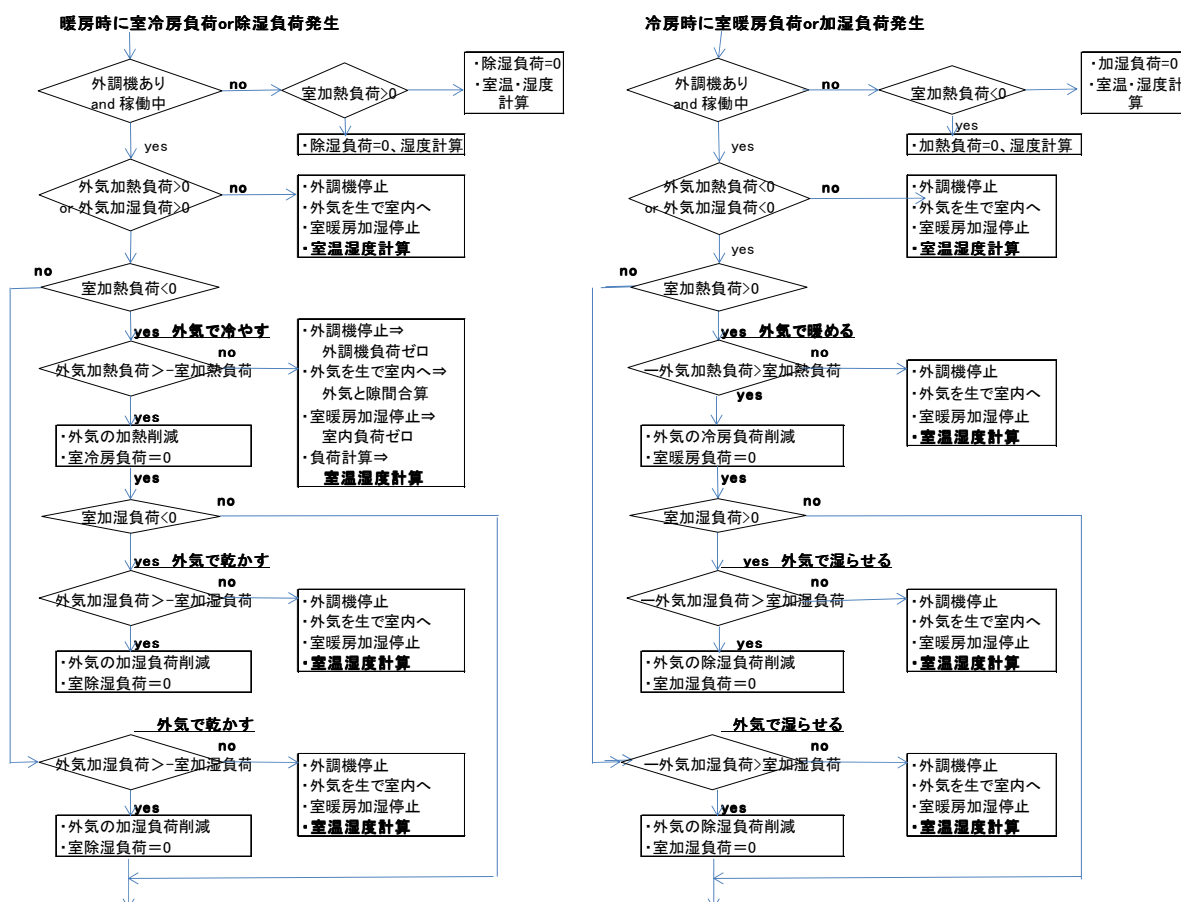 暖房時に室冷房負荷or除湿負荷発生
外調機あり
and 稼働中
no
室加熱負荷>0
・除湿負荷=0
・室温・湿度
計算
・除湿負荷=0、湿度計算
yes
外気加熱負荷>0
or 外気加湿負荷>0
no
・外調機停止
・外気を生で室内へ
・室暖房加湿停止
・室温湿度計算
no
室加熱負荷<0
yes 外気で冷やす
外気加熱負荷>-室加熱負荷
no
・外調機停止⇒
外調機負荷ゼロ
・外気を生で室内へ⇒
外気と隙間合算
・室暖房加湿停止⇒
室内負荷ゼロ
・負荷計算⇒
室温湿度計算
yes
・外気の加熱削減
・室冷房負荷=0
yes
室加湿負荷<0
no
yes 外気で乾かす
外気加湿負荷>-室加湿負荷
no
・外調機停止
・外気を生で室内へ
・室暖房加湿停止
・室温湿度計算
yes
・外気の加湿負荷削減
・室除湿負荷=0
外気で乾かす
外気加湿負荷>-室加湿負荷
no
・外調機停止
・外気を生で室内へ
・室暖房加湿停止
・室温湿度計算
yes
・外気の加湿負荷削減
・室除湿負荷=0
冷房時に室暖房負荷or加湿負荷発生
外調機あり
and 稼働中
no
室加熱負荷<0
・加湿負荷=0
・室温・湿度計
算
yes
・加熱負荷=0、湿度計算
yes
外気加熱負荷<0
or 外気加湿負荷<0
no
・外調機停止
・外気を生で室内へ
・室暖房加湿停止
・室温湿度計算
yes
no
室加熱負荷>0
yes 外気で暖める
―外気加熱負荷>室加熱負荷
no
・外調機停止
・外気を生で室内へ
・室暖房加湿停止
・室温湿度計算
yes
・外気の冷房負荷削減
・室暖房負荷=0
yes
室加湿負荷>0
no
yes 外気で湿らせる
―外気加湿負荷>室加湿負荷
no
・外調機停止
・外気を生で室内へ
・室暖房加湿停止
・室温湿度計算
yes
・外気の除湿負荷削減
・室加湿負荷=0
外気で湿らせる
―外気加湿負荷>室加湿負荷
no
・外調機停止
・外気を生で室内へ
・室暖房加湿停止
・室温湿度計算
yes
・外気の除湿負荷削減
・室加湿負荷=0